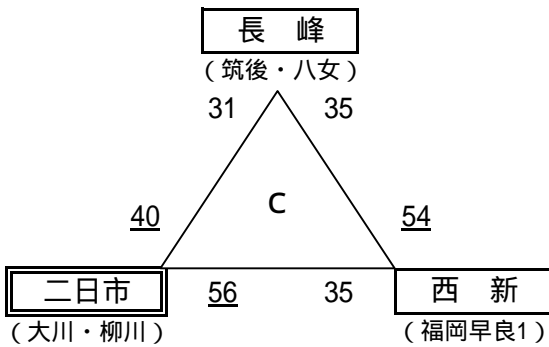 長 峰
(筑後・八女)
31 35
C
40 54
二日市 56 35 西 新
(大川・柳川) (福岡早良1)